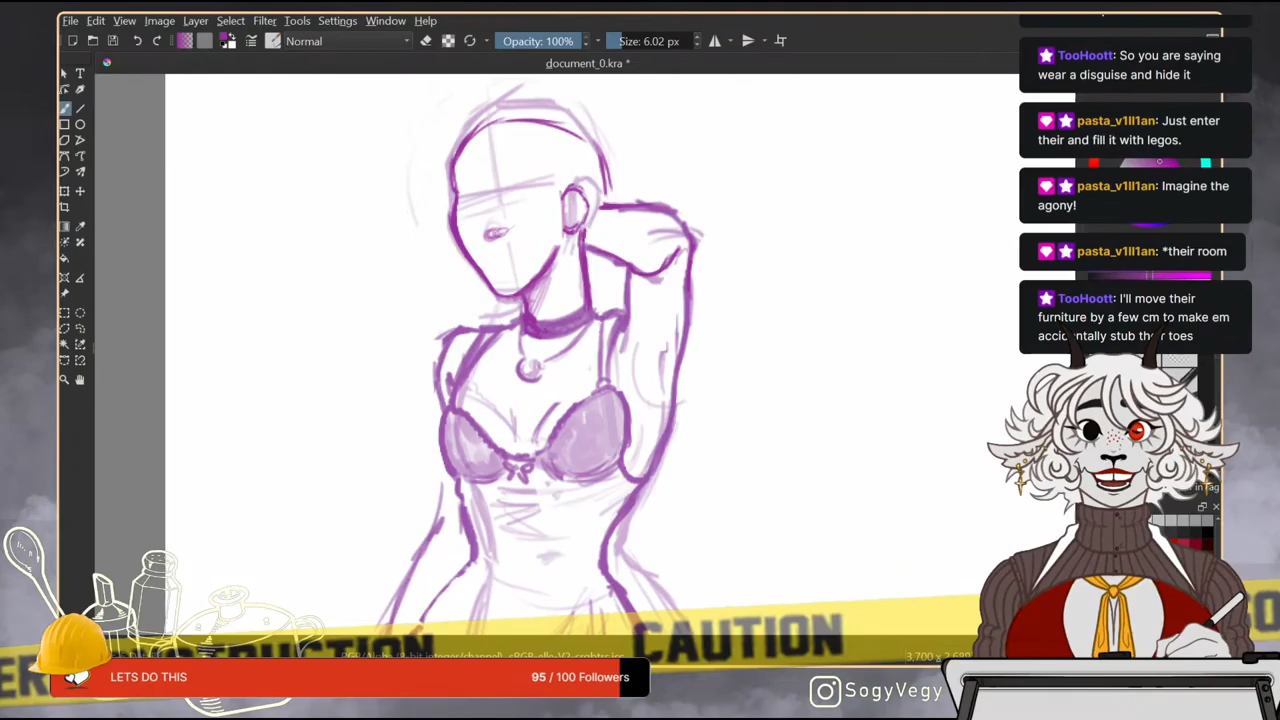 File Edit View Image Layer Select Filter Tools Settings Window Help
Normal
Opacity: 100%
Size: 6.02 px
document_0.kra *
TooHoott: So you are saying
wear a disguise and hide it
pasta_v1ll1an: Just enter
their and fill it with legos.
pasta_v1ll1an: Imagine the
agony!
pasta_v1ll1an: *their room
TooHoott: I'll move their
furniture by a few cm to make em
accidentally stub their toes
CAUTION
LETS DO THIS
95 / 100 Followers
SogyVegy